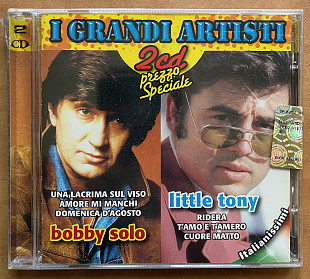 2
CD
I GRANDI ARTISTI
2cd
prezzo
Speciale
UNA LACRIMA SUL VISO
AMORE MI MANCHI
DOMENICA D'AGOSTO
bobby solo
little tony
RIDERA
T'AMO E T'AMERO
CUORE MATTO
Italianissimi